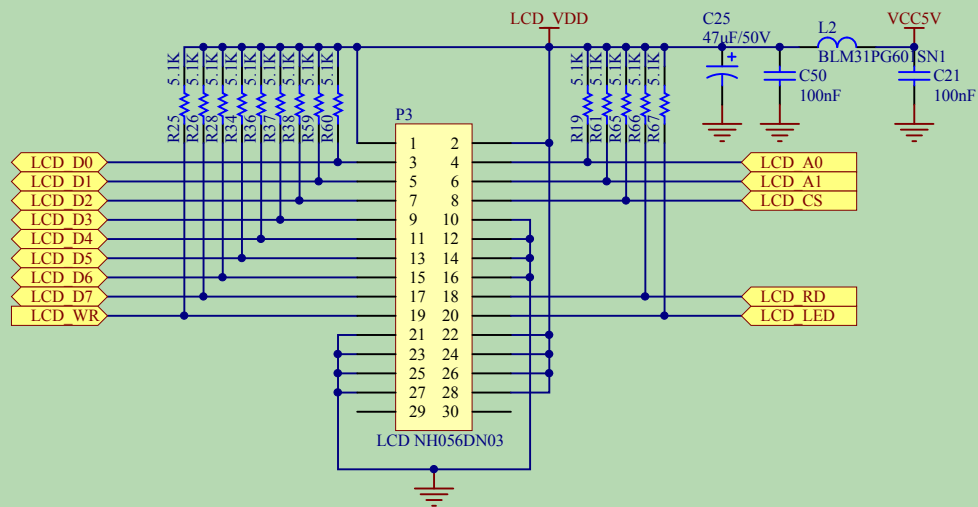 LCD_VDD
C25
47µF/50V
L2
BLM31PG601SN1
VCC5V
C50
100nF
C21
100nF
5.1K
5.1K
5.1K
5.1K
5.1K
5.1K
5.1K
5.1K
5.1K
R25
R26
R28
R34
R36
R37
R38
R59
R60
5.1K
5.1K
5.1K
5.1K
5.1K
R19
R61
R65
R66
R67
P3
1 2
LCD_D0 3 4 LCD_A0
LCD_D1 5 6 LCD_A1
LCD_D2 7 8 LCD_CS
LCD_D3 9 10
LCD_D4 11 12
LCD_D5 13 14
LCD_D6 15 16
LCD_D7 17 18 LCD_RD
LCD_WR 19 20 LCD_LED
21 22
23 24
25 26
27 28
29 30
LCD NH056DN03